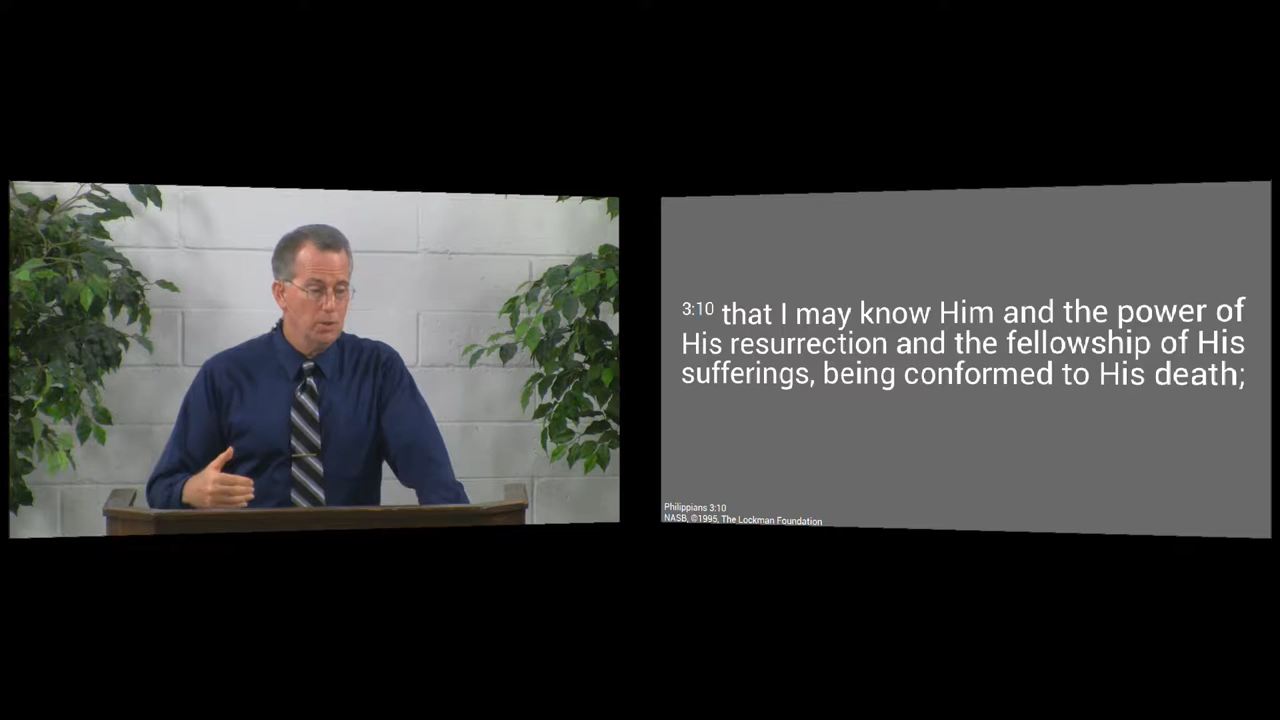 3:10 that I may know Him and the power of
His resurrection and the fellowship of His
sufferings, being conformed to His death;
Philippians 3:10
NASB, ©1995, The Lockman Foundation